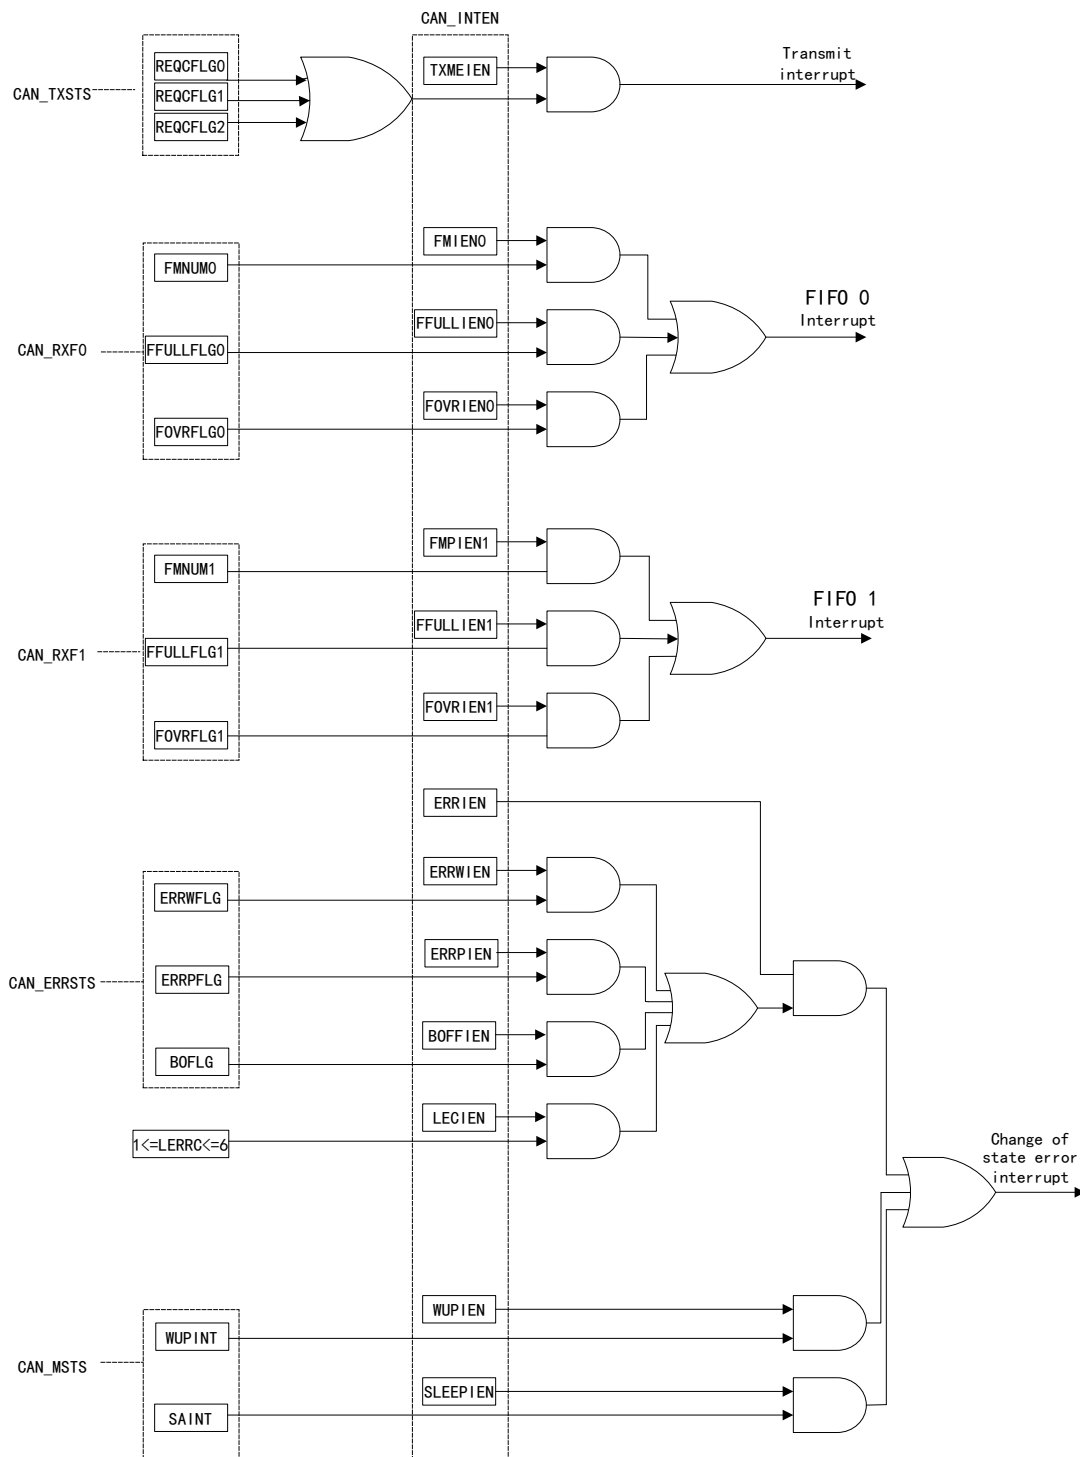 CAN_INTEN
REQCFLG0
TXMEIEN
Transmit
interrupt
CAN_TXSTS
REQCFLG1
REQCFLG2
FMIEN0
FMNUM0
FIFO 0
Interrupt
FFULLIEN0
CAN_RXF0
FFULLFLG0
FOVRIEN0
FOVRFLG0
FMPIEN1
FMNUM1
FIFO 1
Interrupt
FFULLIEN1
CAN_RXF1
FFULLFLG1
FOVRIEN1
FOVRFLG1
ERRIEN
ERRWIEN
ERRWFLG
ERRPIEN
CAN_ERRSTS
ERRPFLG
BOFFIEN
BOFLG
LECIEN
1<=LERRC<=6
Change of
state error
interrupt
WUPIEN
WUPINT
CAN_MSTS
SLEEPIEN
SAINT